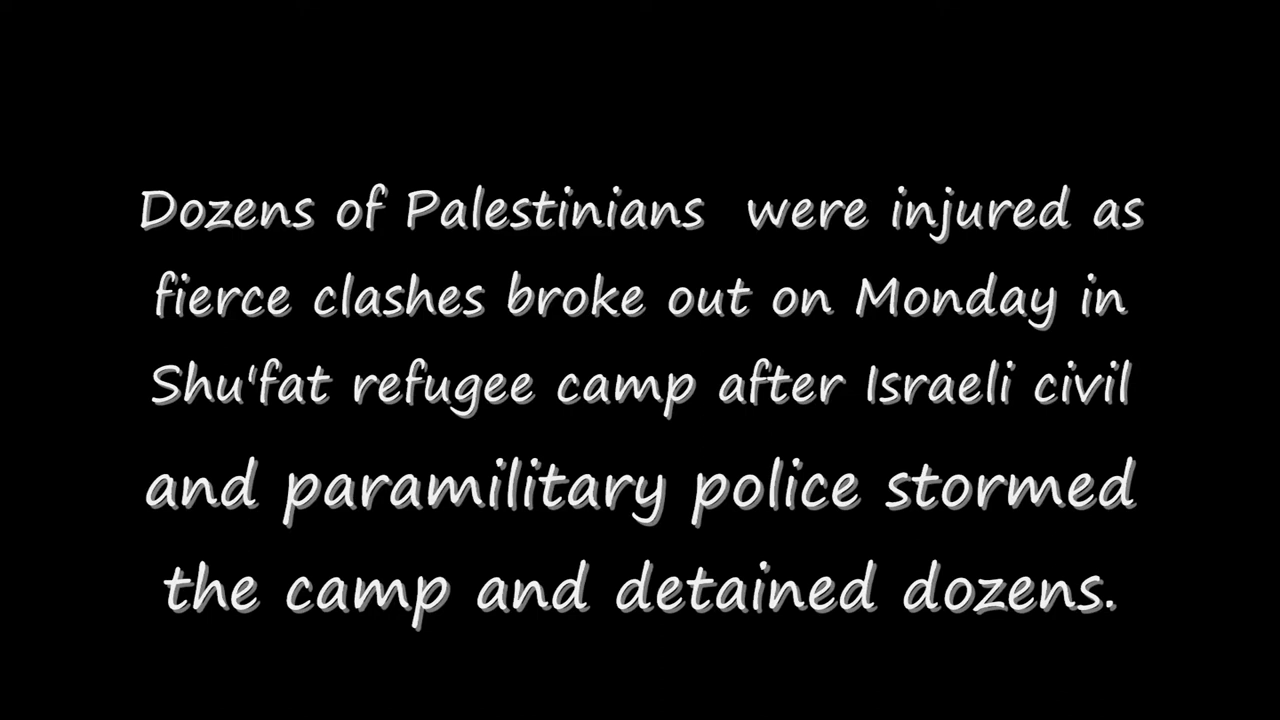 Dozens of Palestinians  were injured as
fierce clashes broke out on Monday in
Shu'fat refugee camp after Israeli civil
and paramilitary police stormed
the camp and detained dozens.